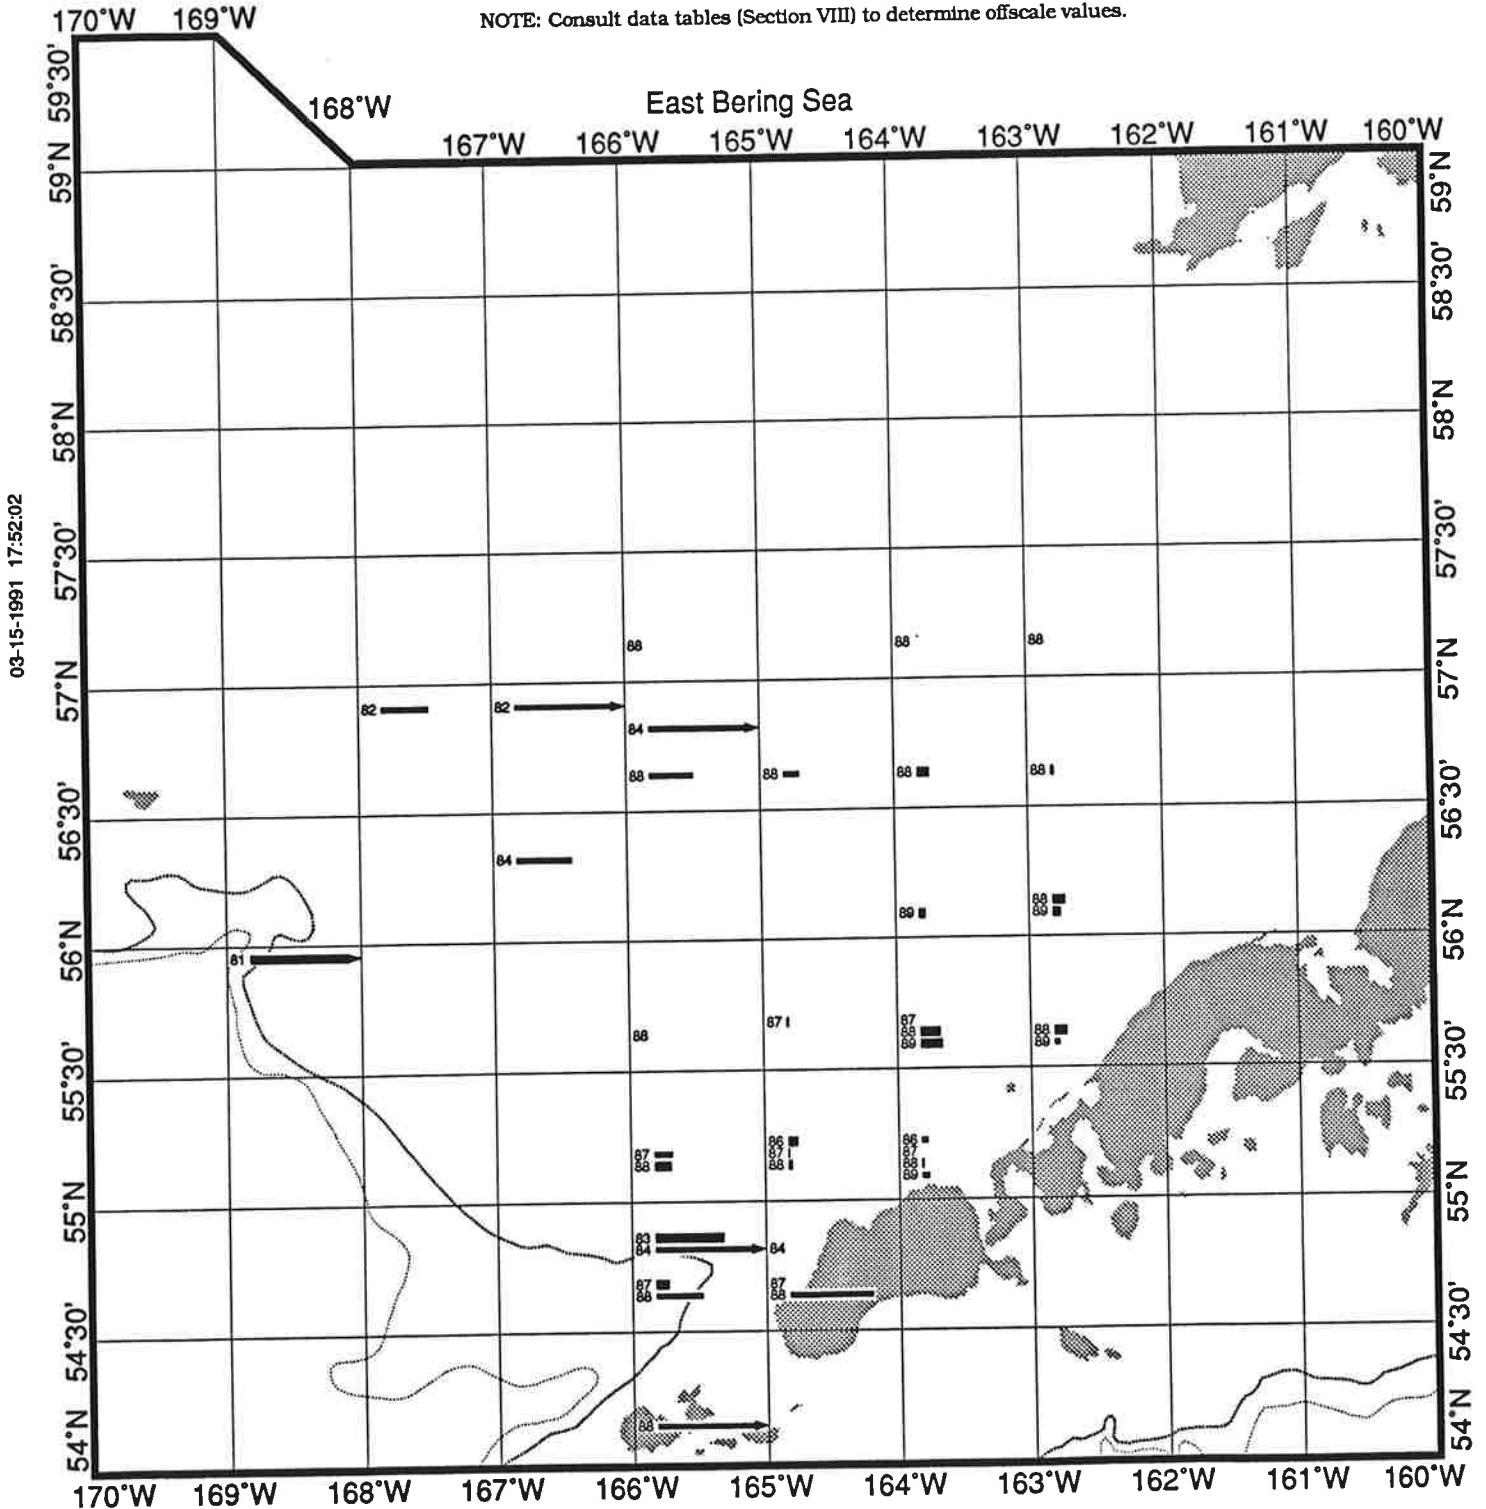 NOTE: Consult data tables (Section VIII) to determine offscale values.
170°W 169°W
168°W
East Bering Sea
167°W 166°W 165°W 164°W 163°W 162°W 161°W 160°W
59°30'
59°N
58°30'
58°N
57°30'
57°N
56°30'
56°N
55°30'
55°N
54°30'
54°N
03-15-1991 17:52:02
88 88 88
82 82
84
88 88 88 88
84
88
89 89
81
87 87
88 88 88
89 89
86 86
87 87 87
88 88 88
89
83
84 84
87 87
88 88
88
59°N
58°30'
58°N
57°30'
57°N
56°30'
56°N
55°30'
55°N
54°30'
54°N
170°W 169°W 168°W 167°W 166°W 165°W 164°W 163°W 162°W 161°W 160°W